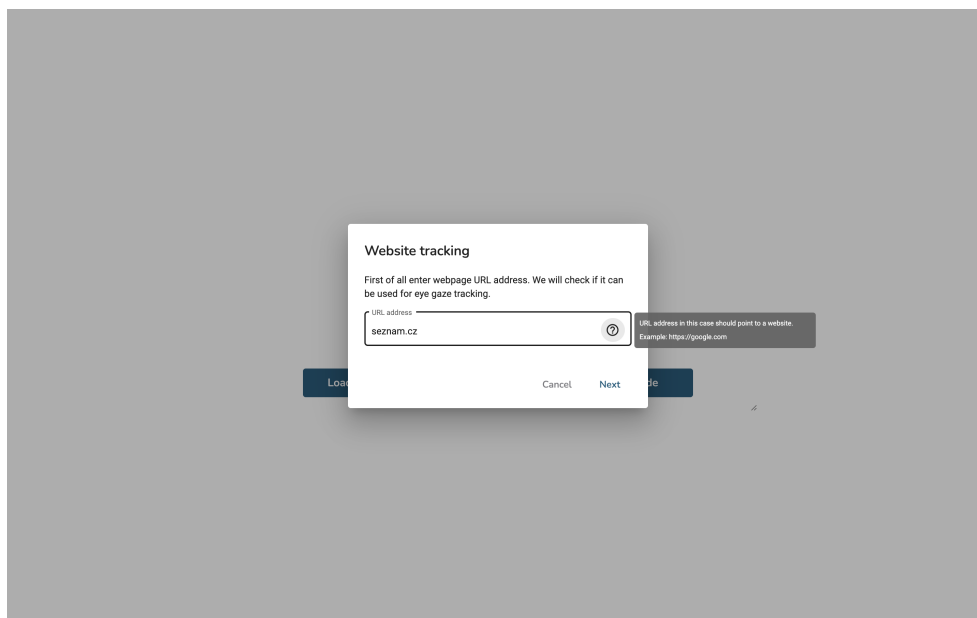 Website tracking
First of all enter webpage URL address. We will check if it can
be used for eye gaze tracking.
URL address
seznam.cz
URL address in this case should point to a website.
Example: https://google.com
Cancel
Next